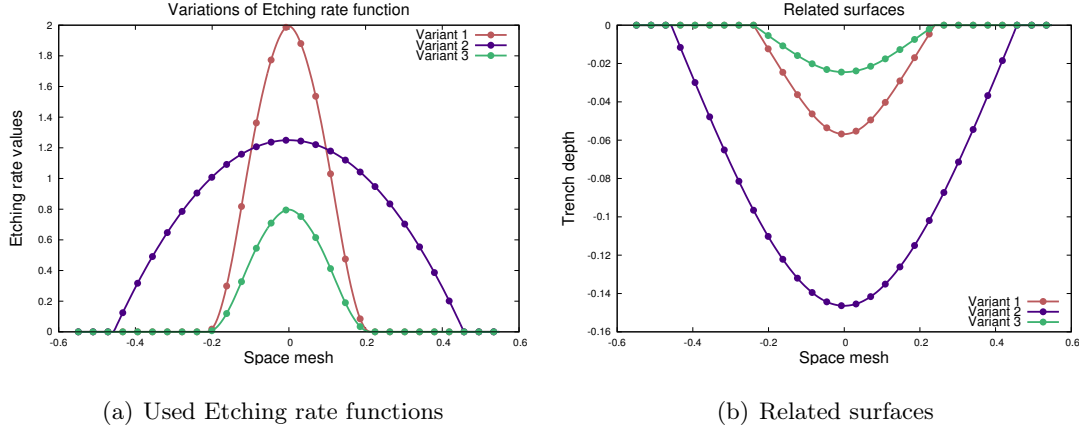 Variations of Etching rate function
2
1.8
1.6
1.4
1.2
1
0.8
0.6
0.4
0.2
0
Etching rate values
Variant 1
Variant 2
Variant 3
-0.6
-0.4
-0.2
0
0.2
0.4
0.6
Space mesh
(a) Used Etching rate functions
Related surfaces
0
-0.02
-0.04
-0.06
-0.08
-0.1
-0.12
-0.14
-0.16
Trench depth
Variant 1
Variant 2
Variant 3
-0.6
-0.4
-0.2
0
0.2
0.4
0.6
Space mesh
(b) Related surfaces